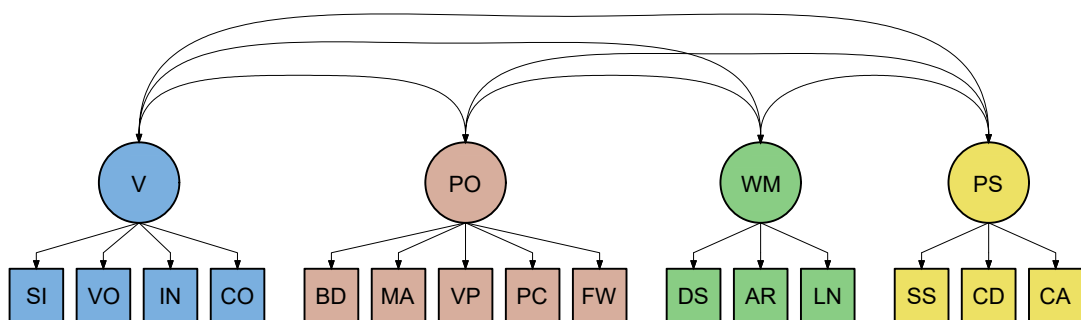 V PO WM PS
SI VO IN CO BD MA VP PC FW DS AR LN SS CD CA